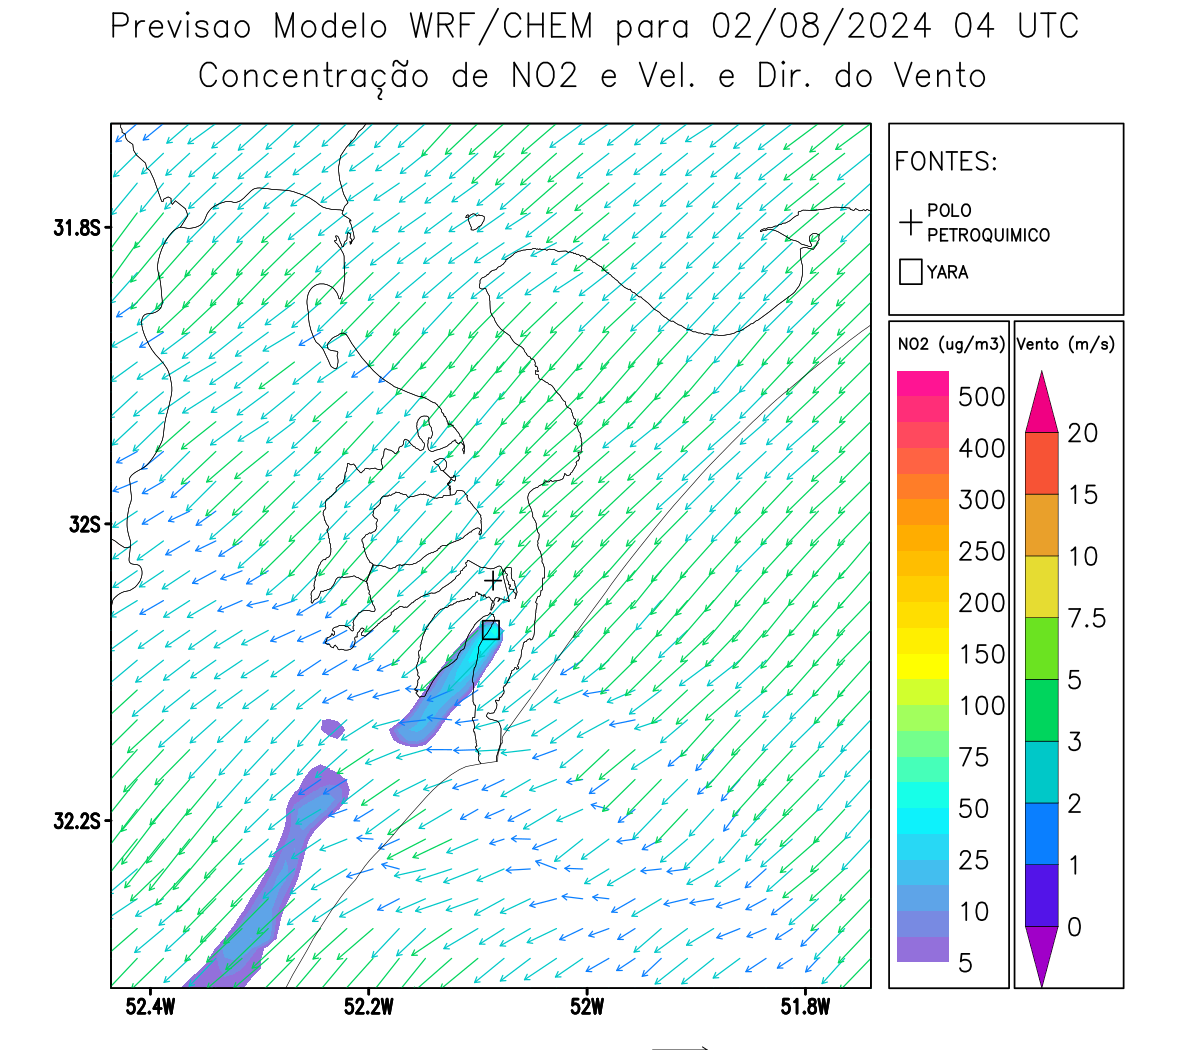 Previsao Modelo WRF/CHEM para 02/08/2024 04 UTC
Concentração de NO2 e Vel. e Dir. do Vento
FONTES:
POLO
PETROQUIMICO
YARA
NO2 (ug/m3)
500
400
300
250
200
150
100
75
50
25
10
5
Vento (m/s)
20
15
10
7.5
5
3
2
1
0
31.8S
32S
32.2S
52.4W
52.2W
52W
51.8W